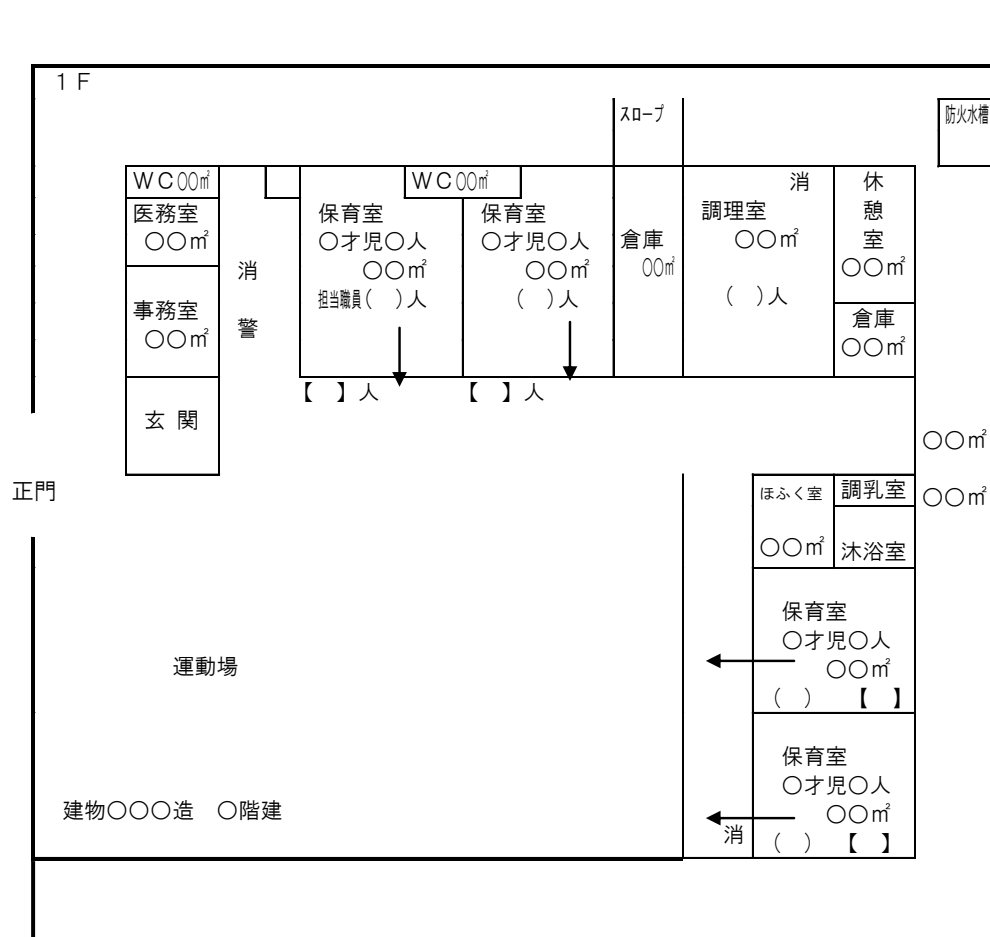 １Ｆ
スロープ
防火水槽
ＷＣ○○㎡
医務室
○○㎡
事務室
○○㎡
玄 関
消
警
ＷＣ○○㎡
保育室
○才児○人
○○㎡
担当職員（　）人
【　】人
保育室
○才児○人
○○㎡
（　）人
【　】人
倉庫
○○㎡
消
調理室
○○㎡
（　）人
休
憩
室
○○㎡
倉庫
○○㎡
○○㎡
正門
ほふく室
○○㎡
調乳室
○○㎡
沐浴室
保育室
○才児○人
○○㎡
（　）　【　】
運動場
保育室
○才児○人
○○㎡
（　）　【　】
消
建物○○○造　○階建